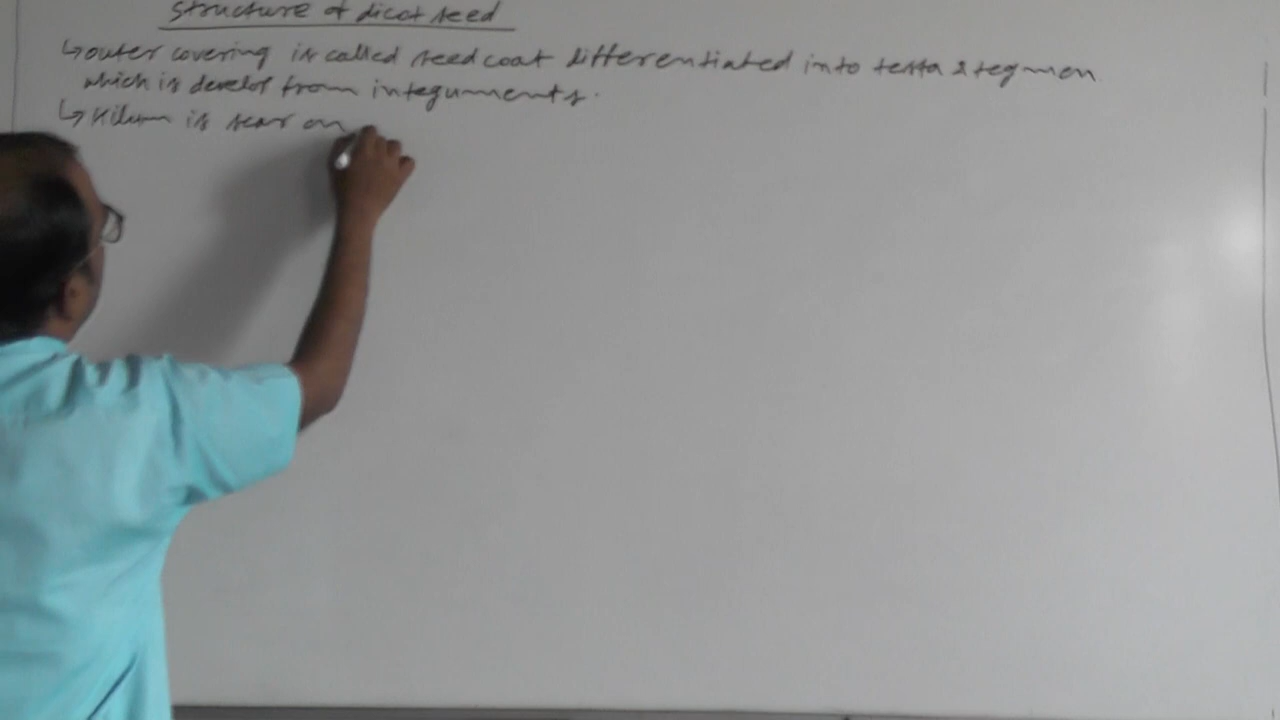 structure of dicot seed
↳ outer covering is called seed coat differentiated into testa & tegmen
which is develop from integuments.
↳ Hilum is scar on